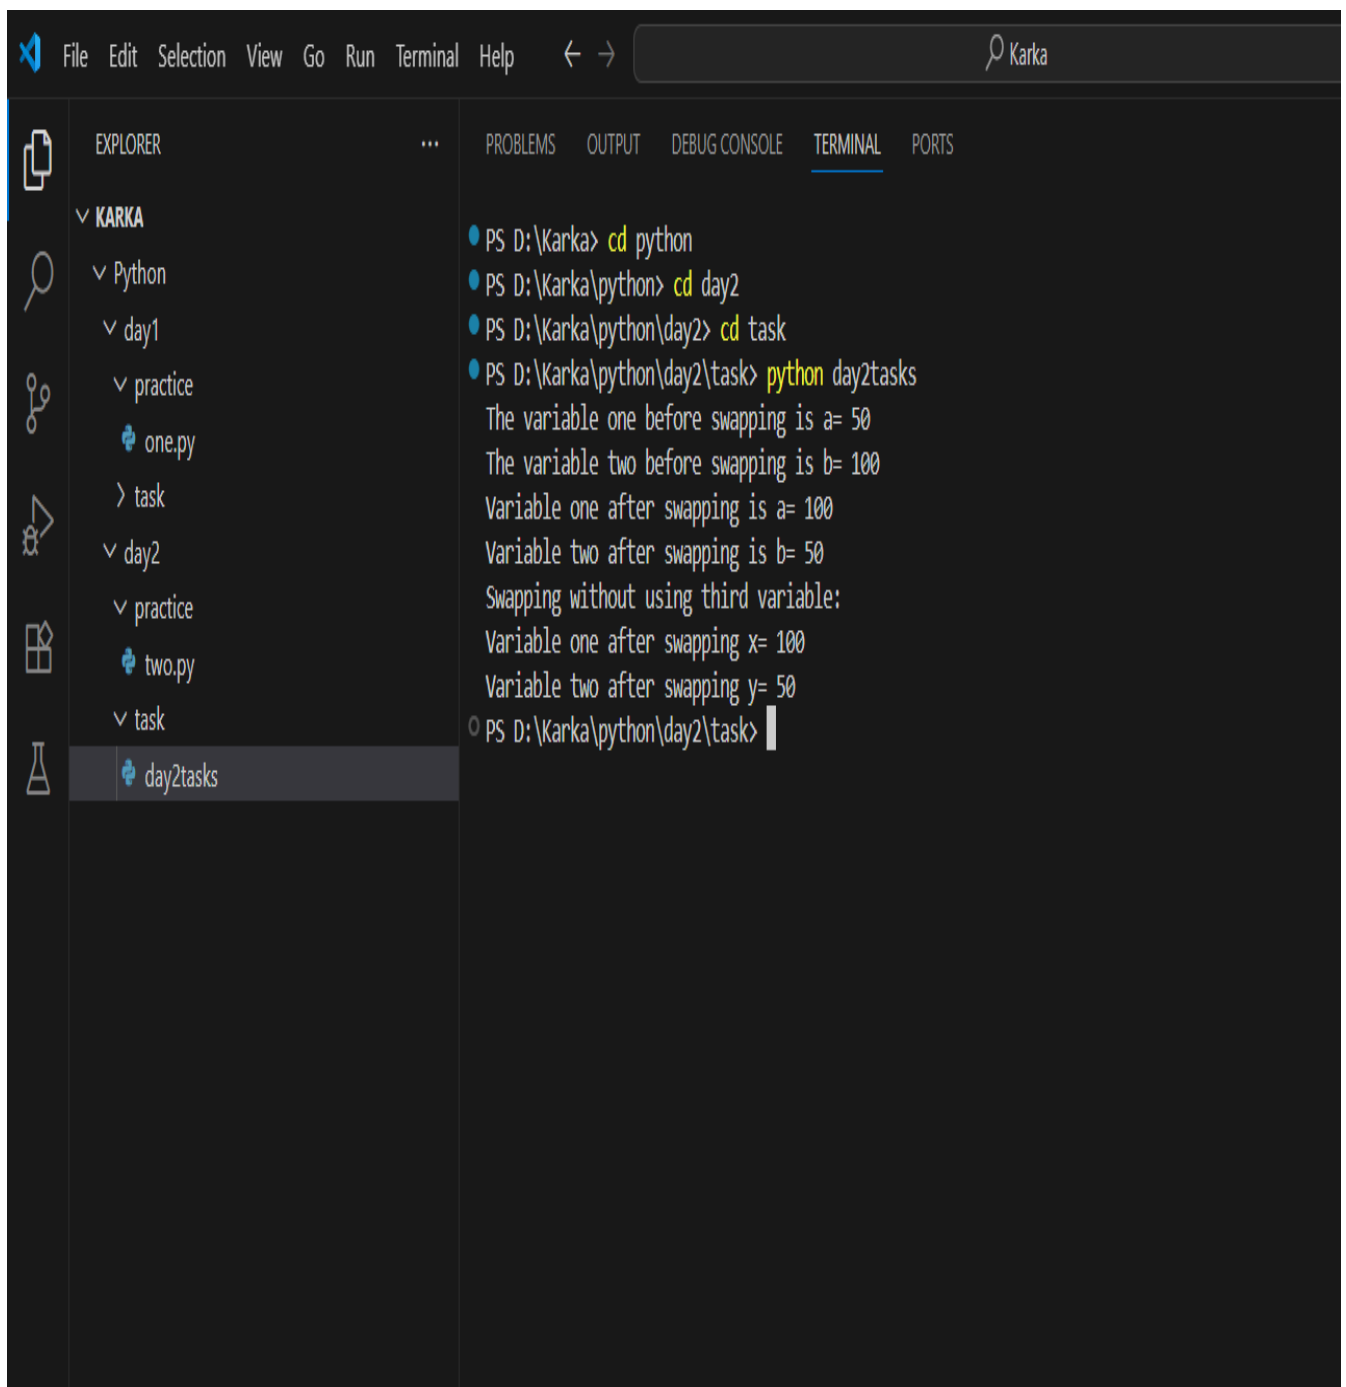 File Edit Selection View Go Run Terminal Help
Karka
EXPLORER
KARKA
Python
day1
practice
one.py
task
day2
practice
two.py
task
day2tasks
PROBLEMS OUTPUT DEBUG CONSOLE TERMINAL PORTS
PS D:\Karka> cd python
PS D:\Karka\python> cd day2
PS D:\Karka\python\day2> cd task
PS D:\Karka\python\day2\task> python day2tasks
The variable one before swapping is a= 50
The variable two before swapping is b= 100
Variable one after swapping is a= 100
Variable two after swapping is b= 50
Swapping without using third variable:
Variable one after swapping x= 100
Variable two after swapping y= 50
PS D:\Karka\python\day2\task>